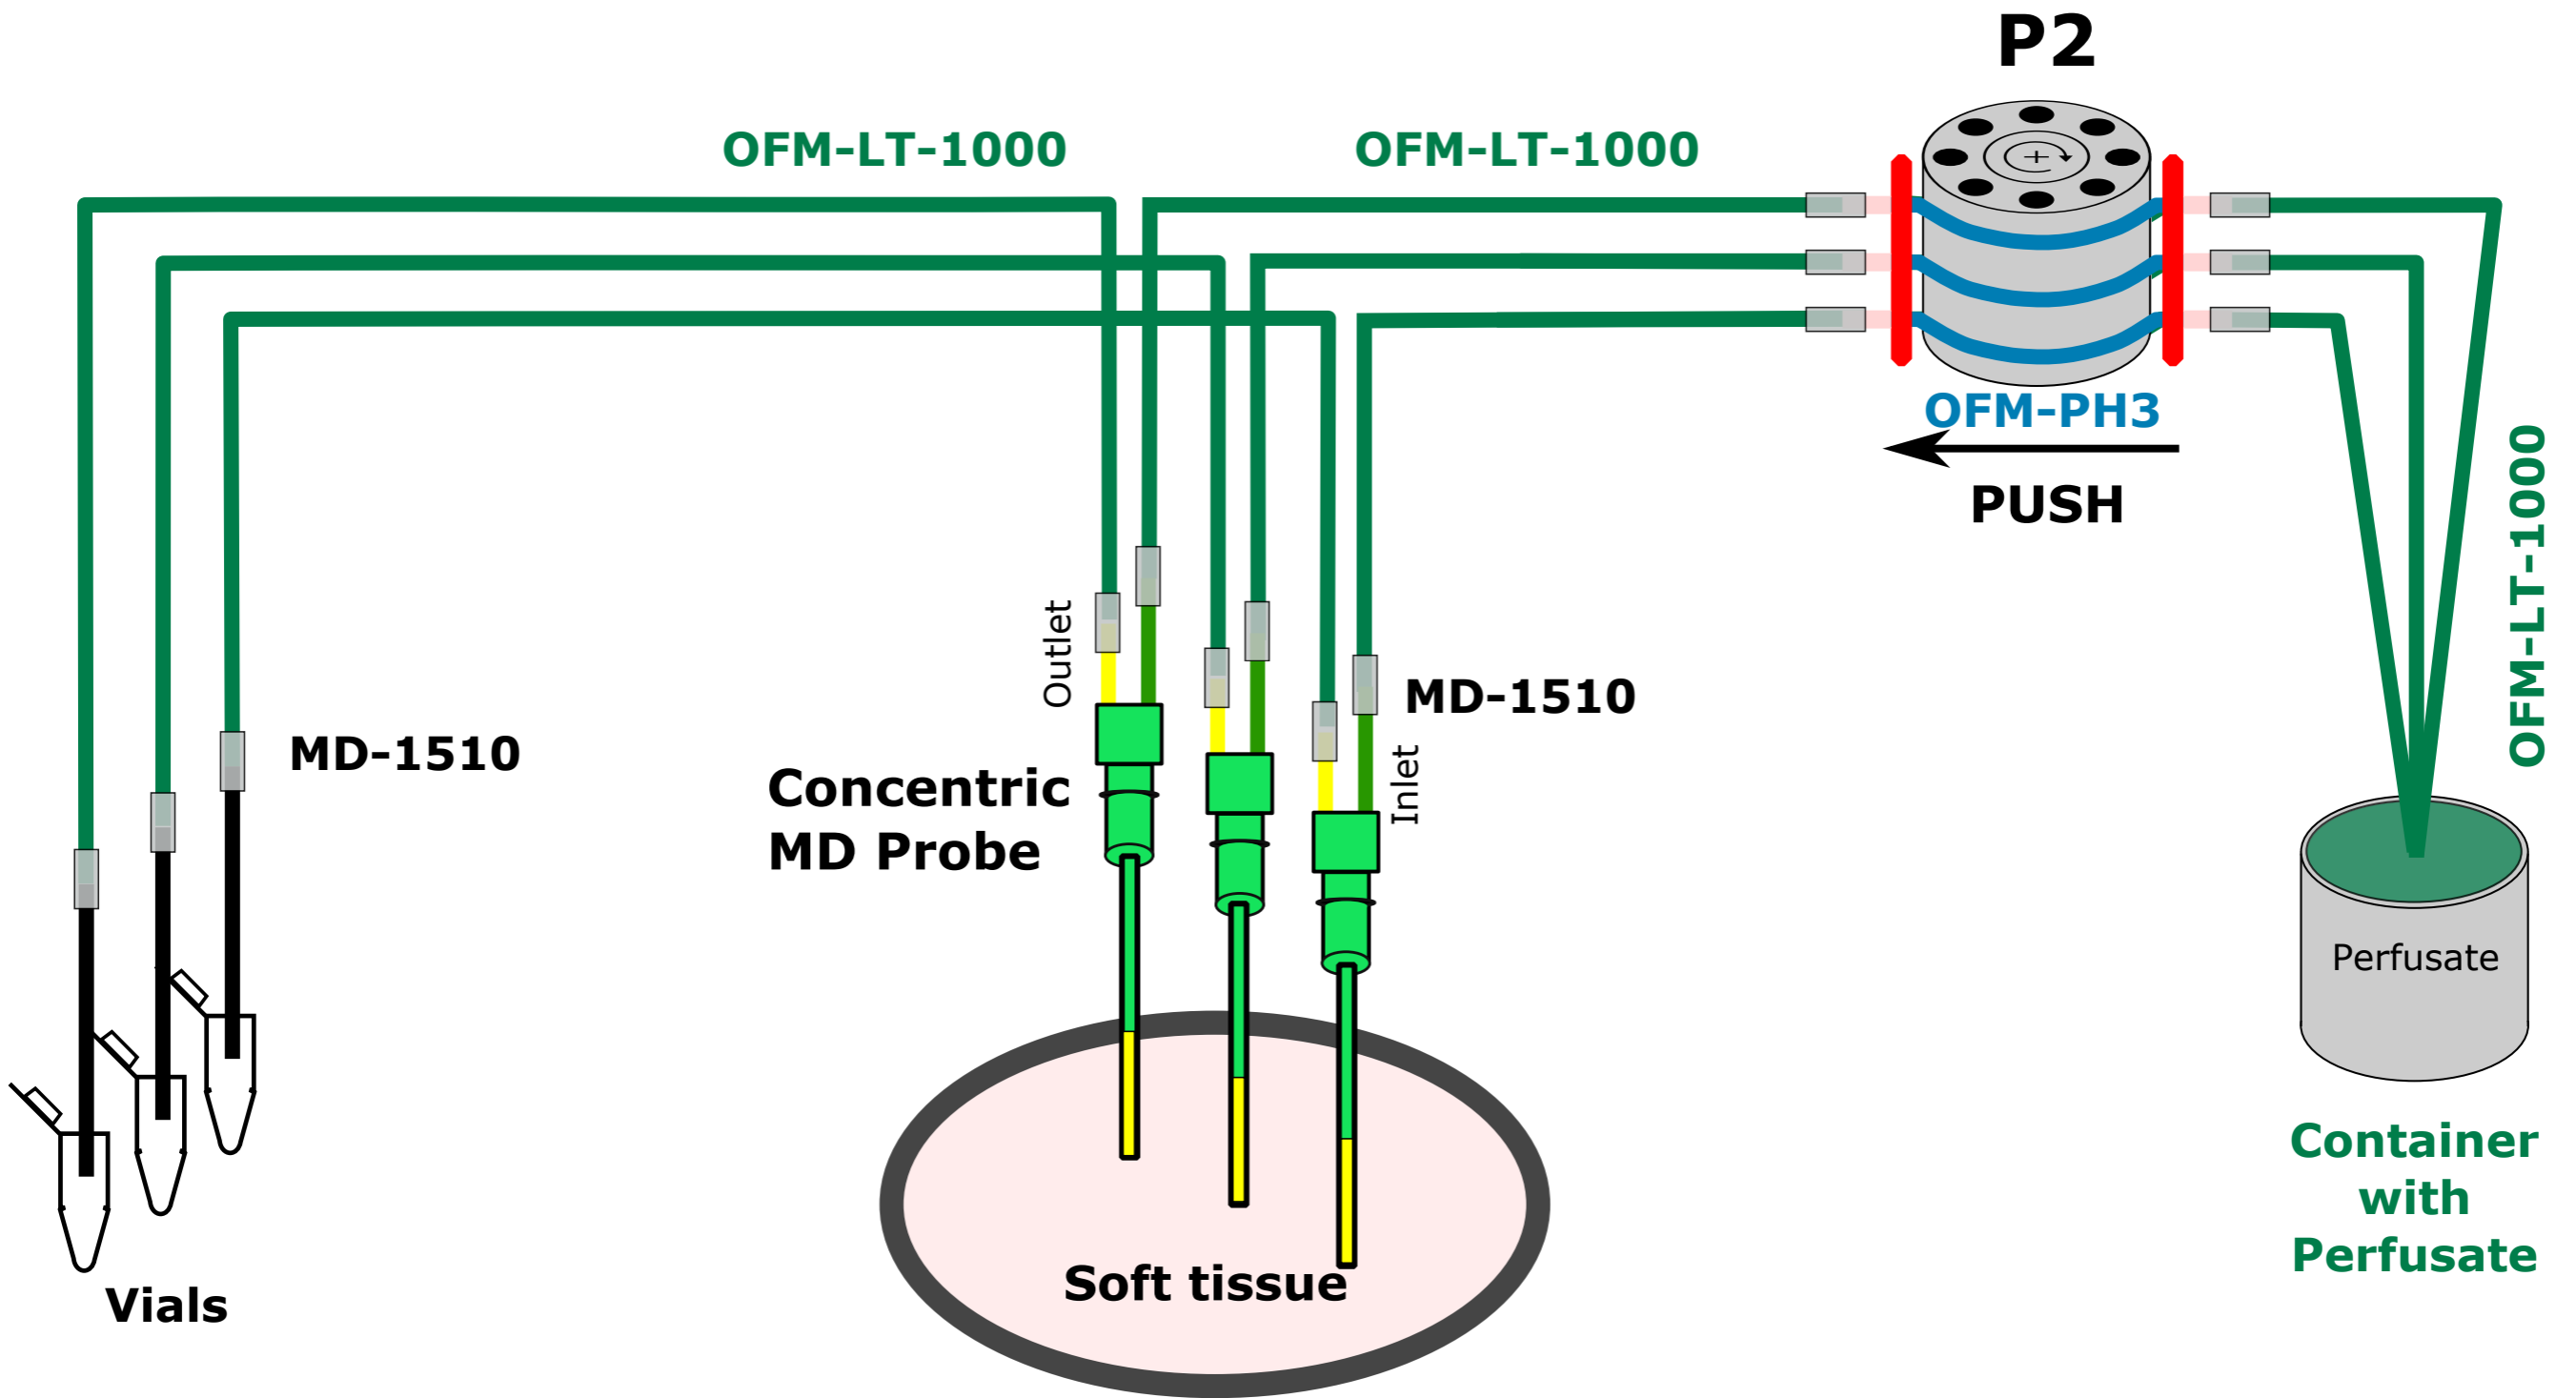 P2
OFM-LT-1000
OFM-LT-1000
OFM-PH3
PUSH
OFM-LT-1000
Outlet
MD-1510
MD-1510
Inlet
Concentric
MD Probe
Perfusate
Container
with
Perfusate
Soft tissue
Vials